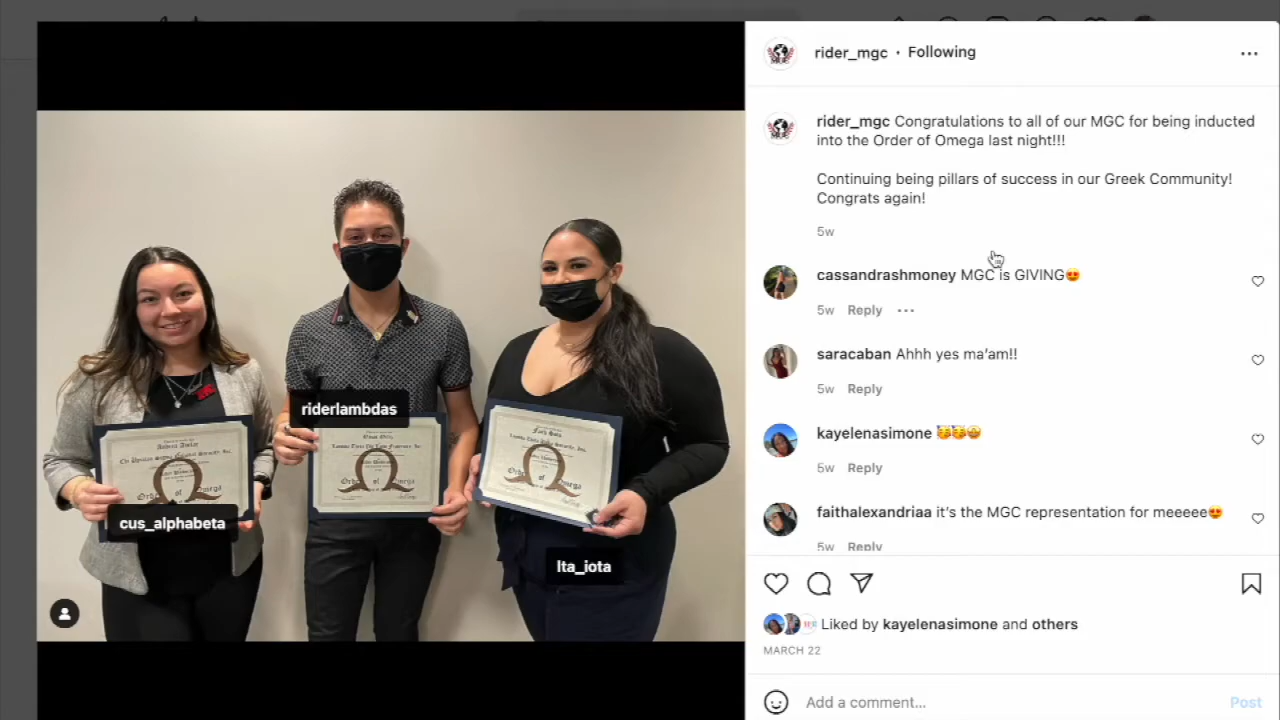 rider_mgc • Following
rider_mgc Congratulations to all of our MGC for being inducted
into the Order of Omega last night!!!
Continuing being pillars of success in our Greek Community!
Congrats again!
5w
cassandrashmoney MGC is GIVING😍
5w Reply
saracaban Ahhh yes ma'am!!
5w Reply
kayelenasimone 🥳🥳🤩
5w Reply
faithalexandriaa it's the MGC representation for meeeee😍
5w Reply
Liked by kayelenasimone and others
MARCH 22
Add a comment...
Post
riderlambdas
cus_alphabeta
lta_iota
Order of Omega
Order of Omega
Order of Omega
MGC
MGC